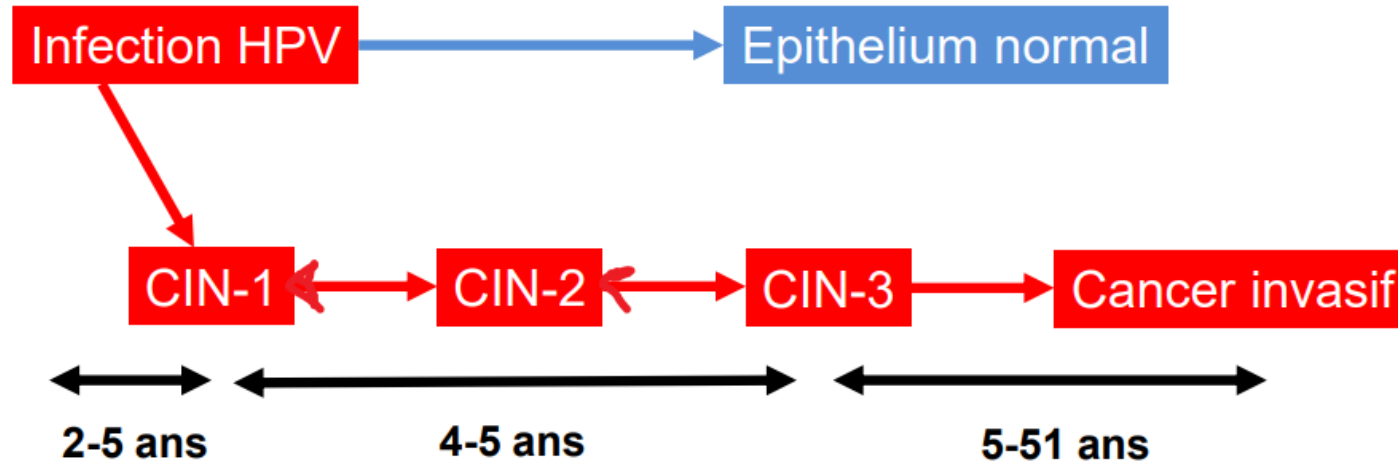 Infection HPV
Epithelium normal
CIN-1
CIN-2
CIN-3
Cancer invasif
2-5 ans
4-5 ans
5-51 ans